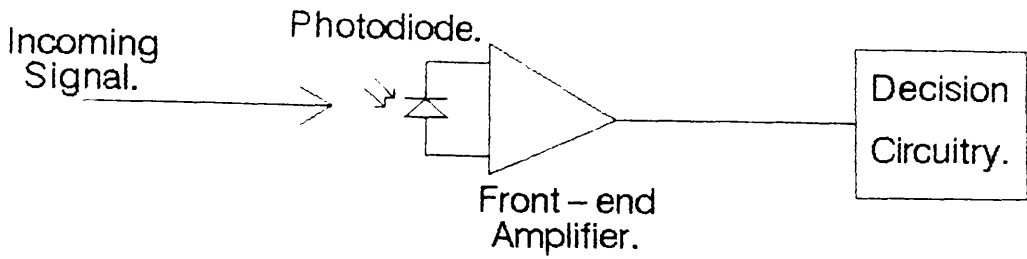 Incoming
Signal.
Photodiode.
Front-end
Amplifier.
Decision
Circuitry.